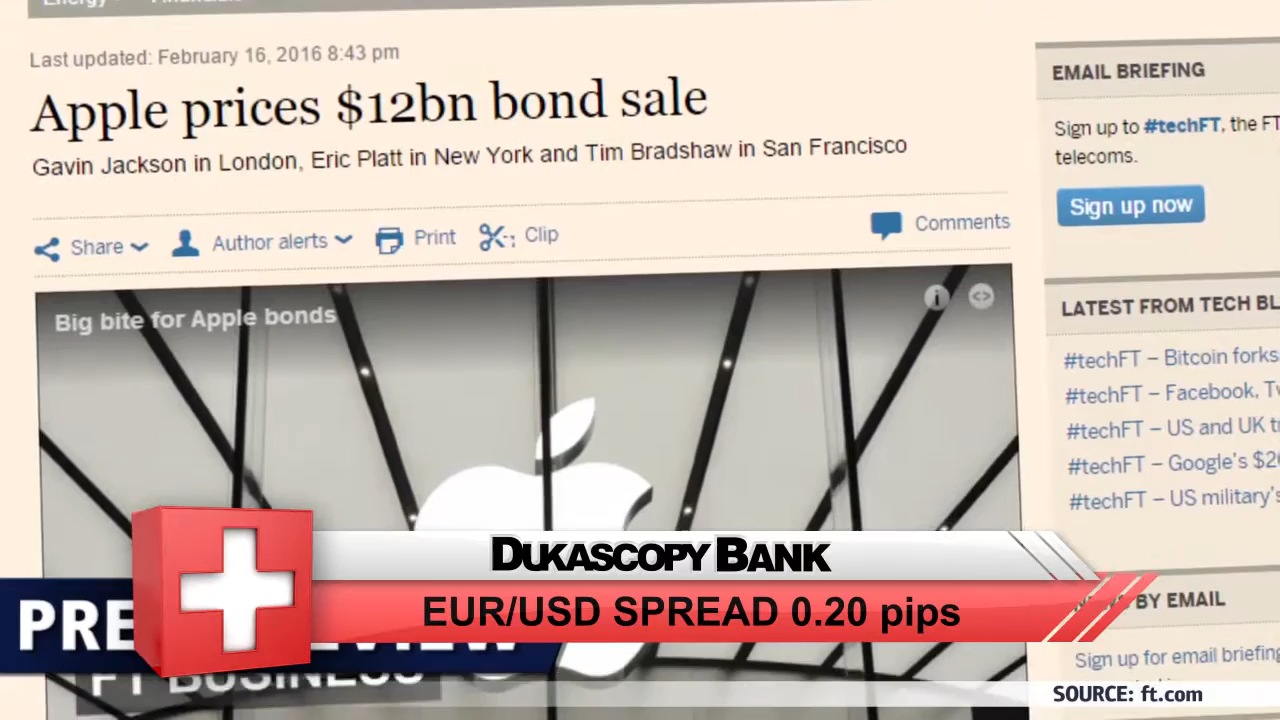 Last updated: February 16, 2016 8:43 pm
Apple prices $12bn bond sale
Gavin Jackson in London, Eric Platt in New York and Tim Bradshaw in San Francisco
Share
Author alerts
Print
Clip
Comments
Big bite for Apple bonds
EMAIL BRIEFING
Sign up to #techFT, the FT
telecoms.
Sign up now
LATEST FROM TECH BL
#techFT – Bitcoin forks
#techFT – Facebook, Tw
#techFT – US and UK t
#techFT – Google's $2
#techFT – US military's
BY EMAIL
Sign up for email briefing
DUKASCOPY BANK
EUR/USD SPREAD 0.20 pips
FT BUSINESS
SOURCE: ft.com